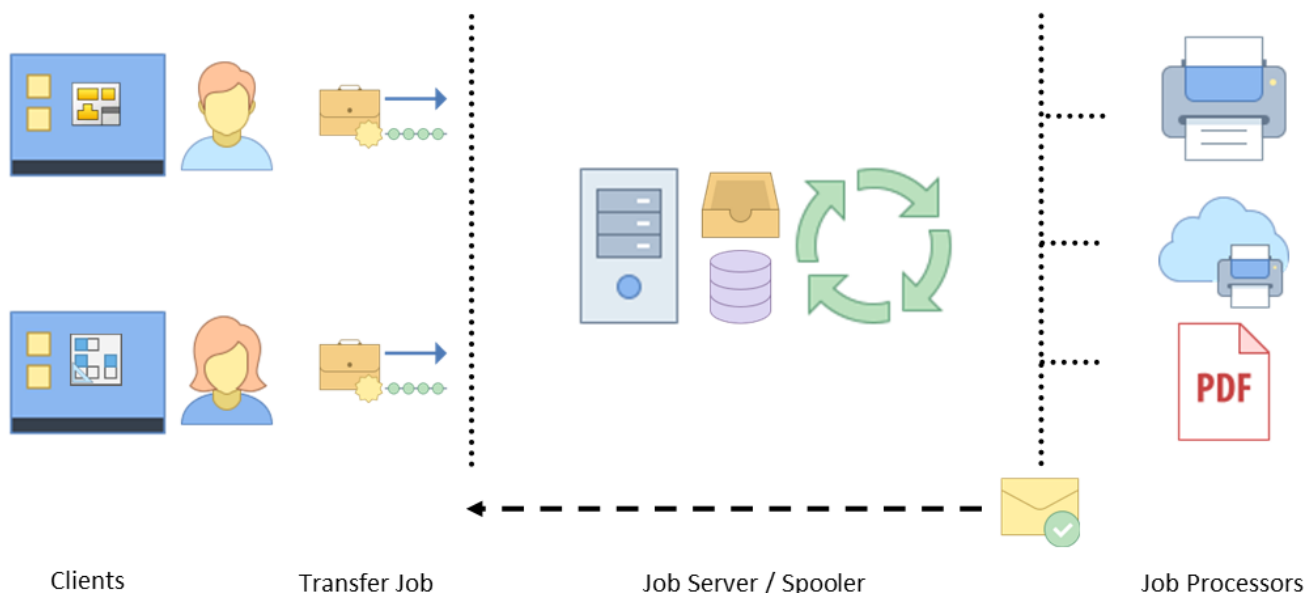 PDF
Clients
Transfer Job
Job Server / Spooler
Job Processors